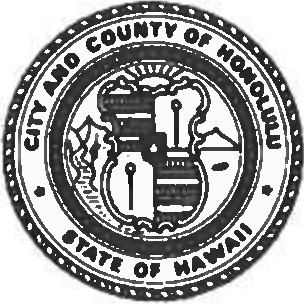 CITY AND COUNTY OF HONOLULU
STATE OF HAWAII